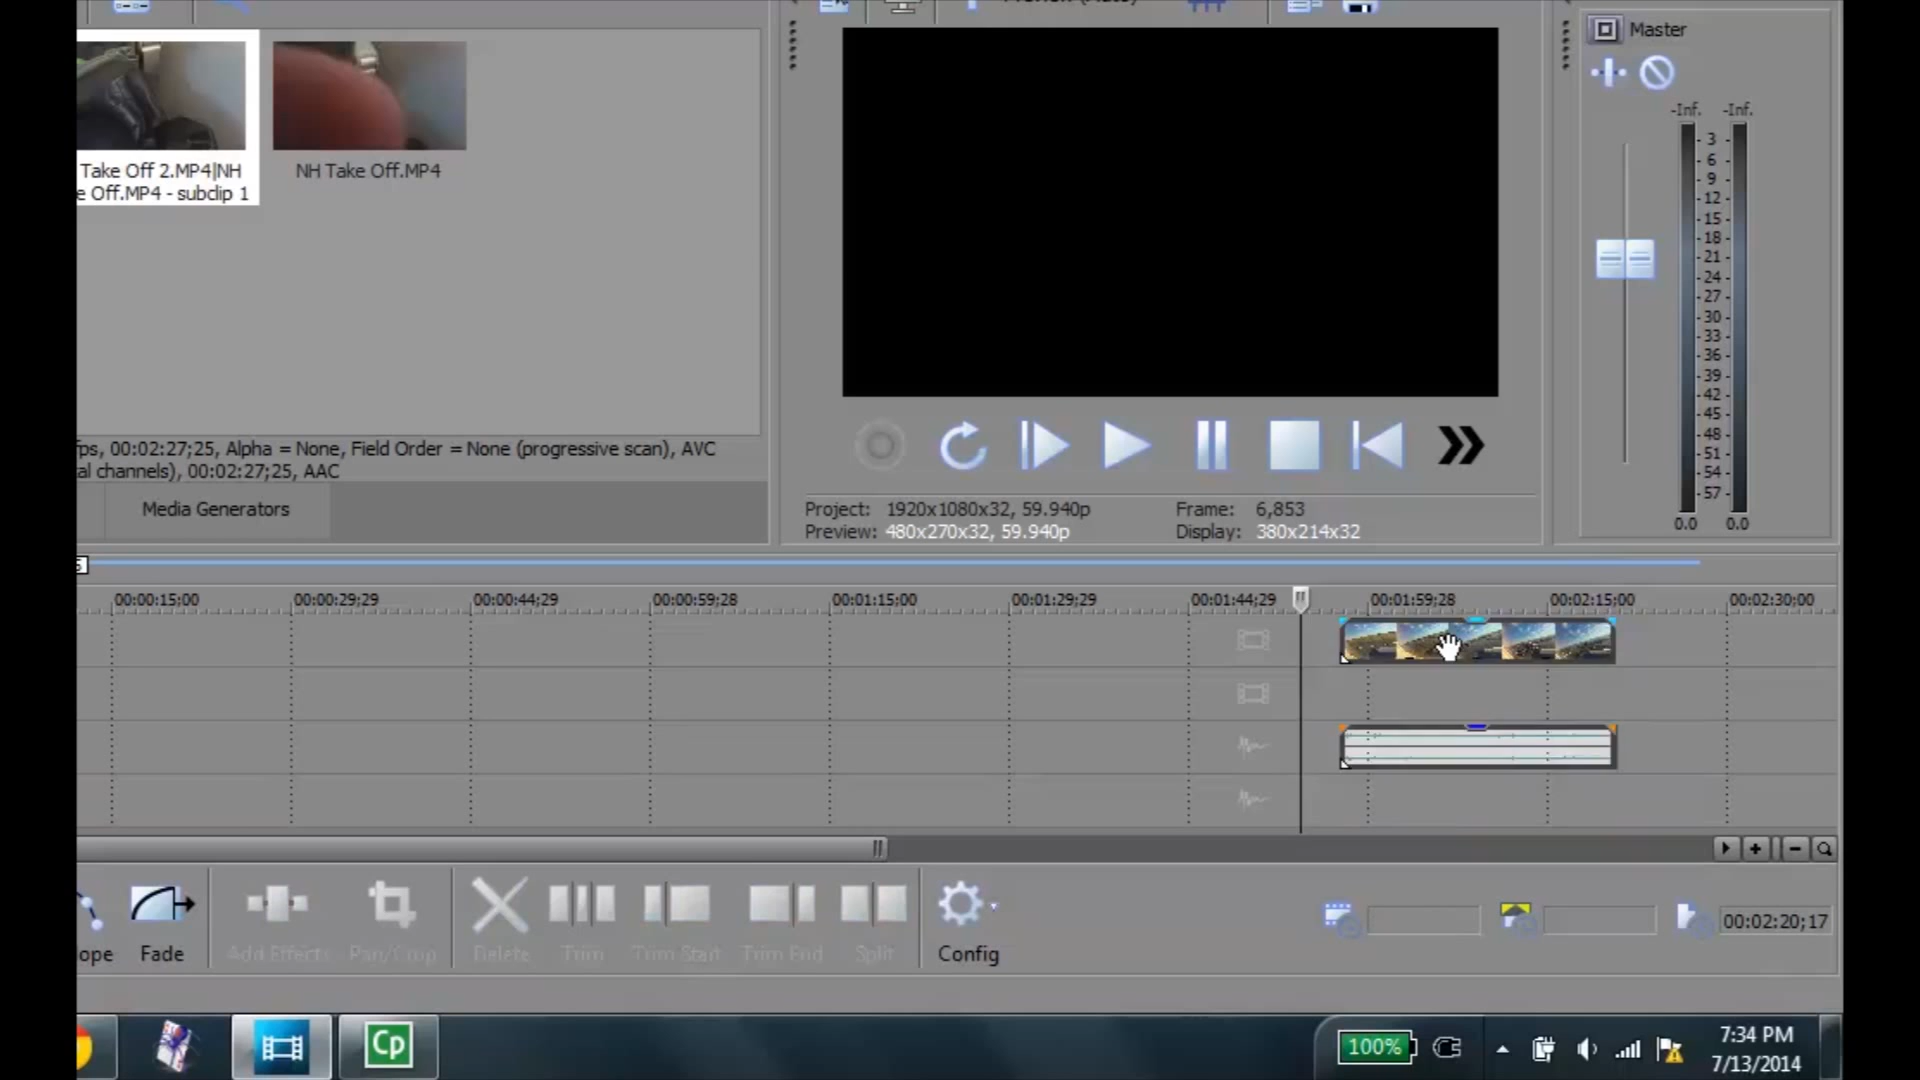 Preview (Auto)
Master
-Inf. -Inf.
3
6
9
12
15
18
21
24
27
30
33
36
39
42
45
48
51
54
57
0.0 0.0
Take Off 2.MP4|NH
e Off.MP4 - subclip 1
NH Take Off.MP4
fps, 00:02:27;25, Alpha = None, Field Order = None (progressive scan), AVC
al channels), 00:02:27;25, AAC
Media Generators
Project: 1920x1080x32, 59.940p Frame: 6,853
Preview: 480x270x32, 59.940p Display: 380x214x32
00:00:15;00 00:00:29;29 00:00:44;29 00:00:59;28 00:01:15;00 00:01:29;29 00:01:44;29 00:01:59;28 00:02:15;00 00:02:30;00
ope Fade Add Effects Pan/Crop Delete Trim Trim Start Trim End Split Config
00:02:20;17
Cp
100%
7:34 PM
7/13/2014